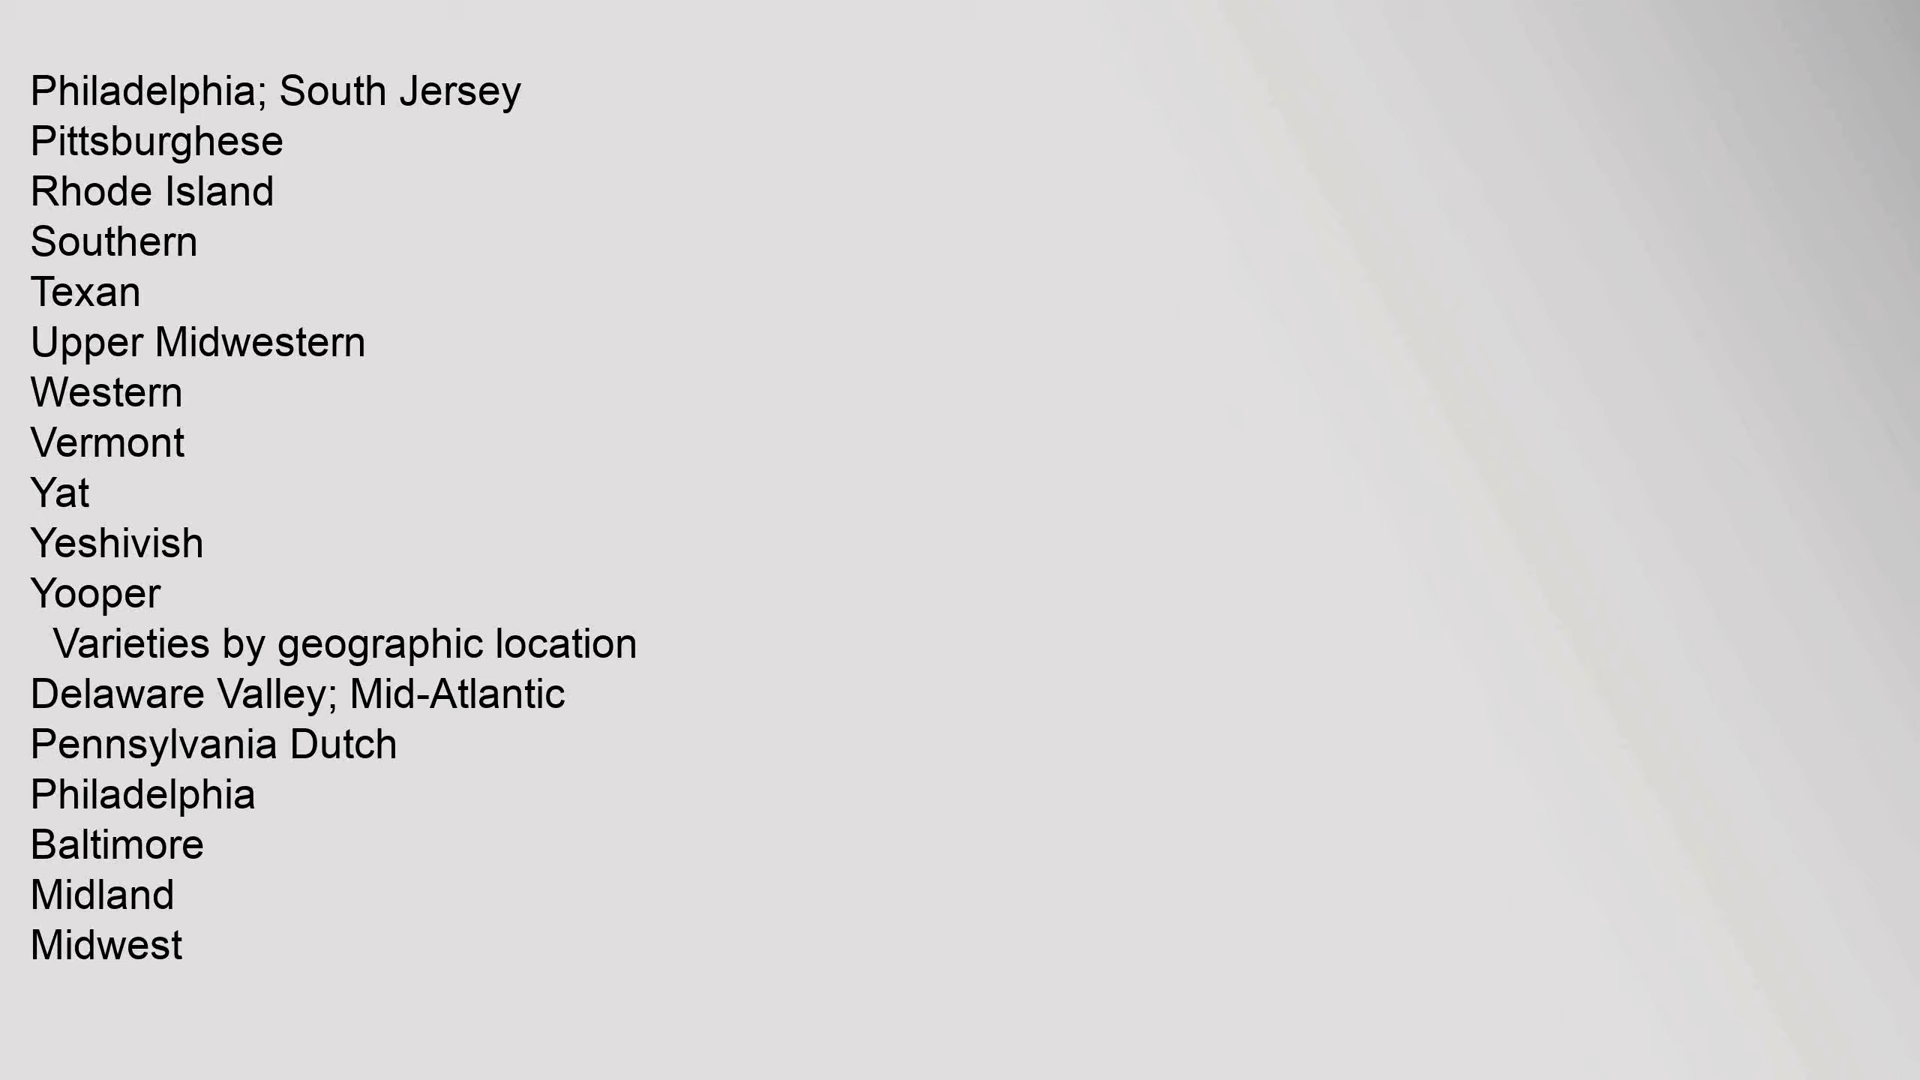 Philadelphia; South Jersey
Pittsburghese
Rhode Island
Southern
Texan
Upper Midwestern
Western
Vermont
Yat
Yeshivish
Yooper
Varieties by geographic location
Delaware Valley; Mid-Atlantic
Pennsylvania Dutch
Philadelphia
Baltimore
Midland
Midwest